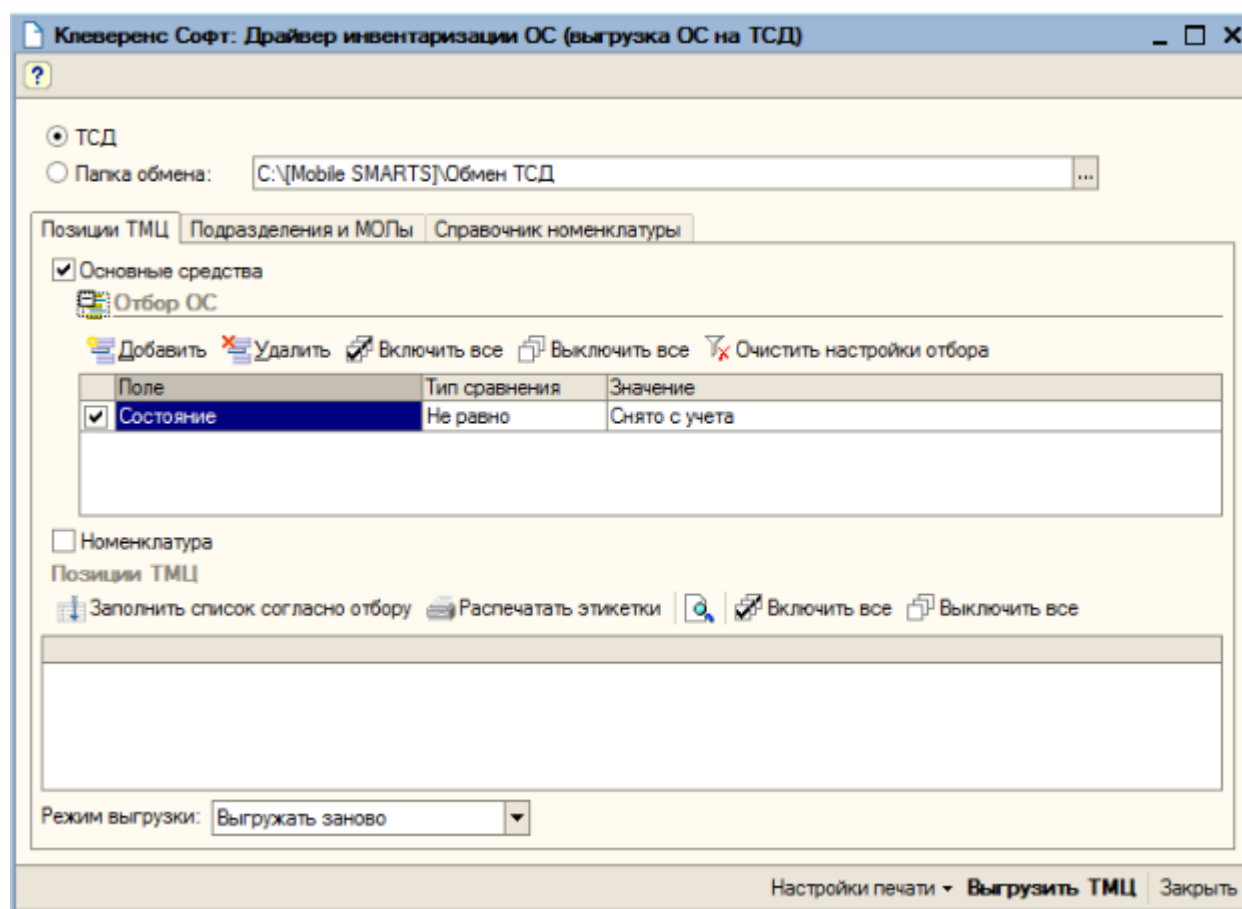 Клеверенс Софт: Драйвер инвентаризации ОС (выгрузка ОС на ТСД)
?
ТСД
Папка обмена: C:\[Mobile SMARTS]\Обмен ТСД ...
Позиции ТМЦ Подразделения и МОЛы Справочник номенклатуры
Основные средства
Отбор ОС
Добавить Удалить Включить все Выключить все Очистить настройки отбора
Поле Тип сравнения Значение
Состояние Не равно Снято с учета
Номенклатура
Позиции ТМЦ
Заполнить список согласно отбору Распечатать этикетки Включить все Выключить все
Режим выгрузки: Выгружать заново
Настройки печати Выгрузить ТМЦ Закрыть